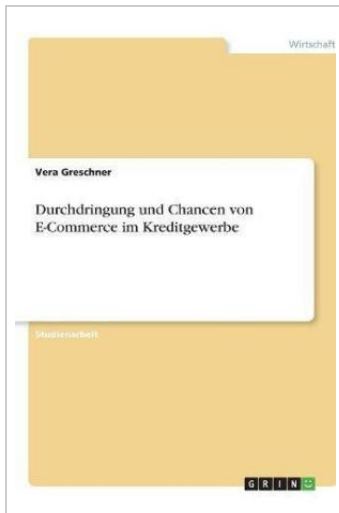 Wirtschaft
Vera Greschner
Durchdringung und Chancen von
E-Commerce im Kreditgewerbe
Studienarbeit
GRIN